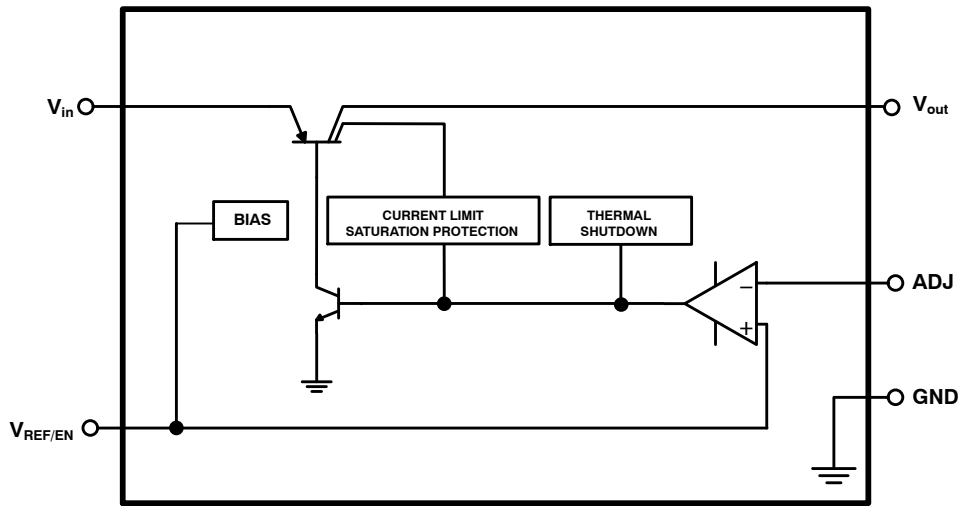 Vin
Vout
BIAS
CURRENT LIMIT
SATURATION PROTECTION
THERMAL
SHUTDOWN
−
+
ADJ
GND
VREF/EN